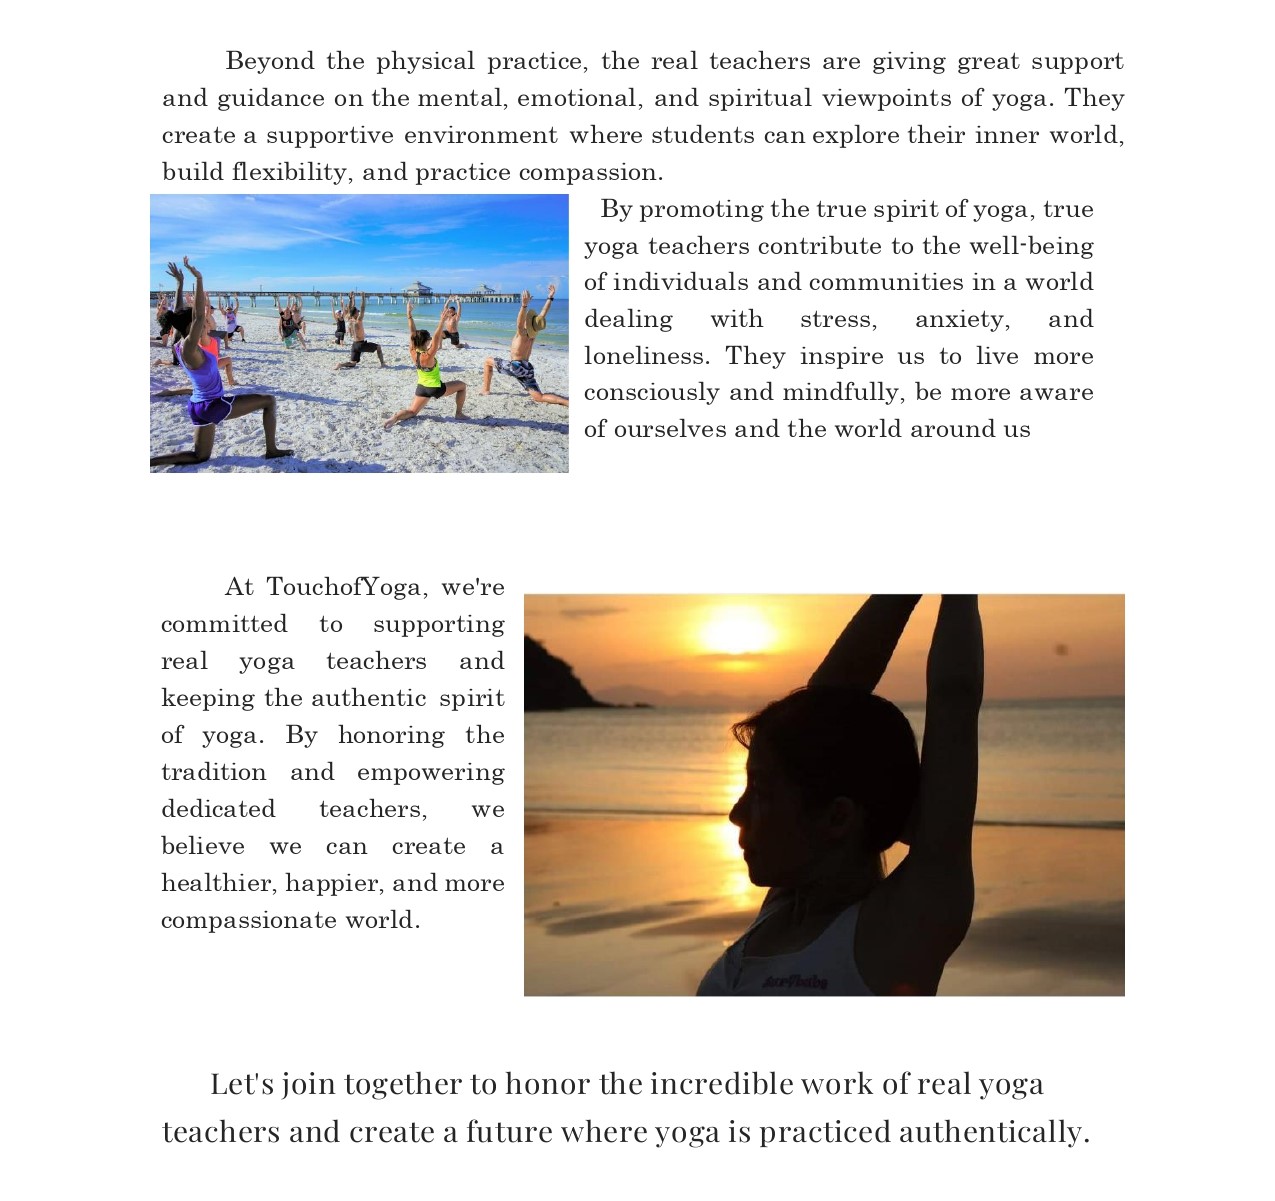 Beyond the physical practice, the real teachers are giving great support
and guidance on the mental, emotional, and spiritual viewpoints of yoga. They
create a supportive environment where students can explore their inner world,
build flexibility, and practice compassion.
By promoting the true spirit of yoga, true
yoga teachers contribute to the well-being
of individuals and communities in a world
dealing with stress, anxiety, and
loneliness. They inspire us to live more
consciously and mindfully, be more aware
of ourselves and the world around us
At TouchofYoga, we're
committed to supporting
real yoga teachers and
keeping the authentic spirit
of yoga. By honoring the
tradition and empowering
dedicated teachers, we
believe we can create a
healthier, happier, and more
compassionate world.
Let's join together to honor the incredible work of real yoga
teachers and create a future where yoga is practiced authentically.